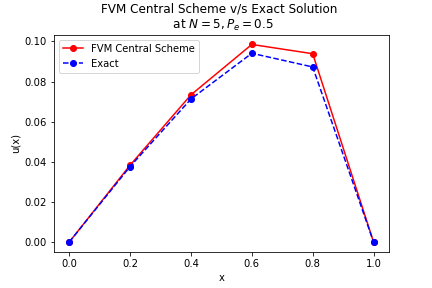 FVM Central Scheme v/s Exact Solution
at N = 5, Pₑ = 0.5
FVM Central Scheme
Exact
u(x)
0.10
0.08
0.06
0.04
0.02
0.00
0.0 0.2 0.4 0.6 0.8 1.0
x